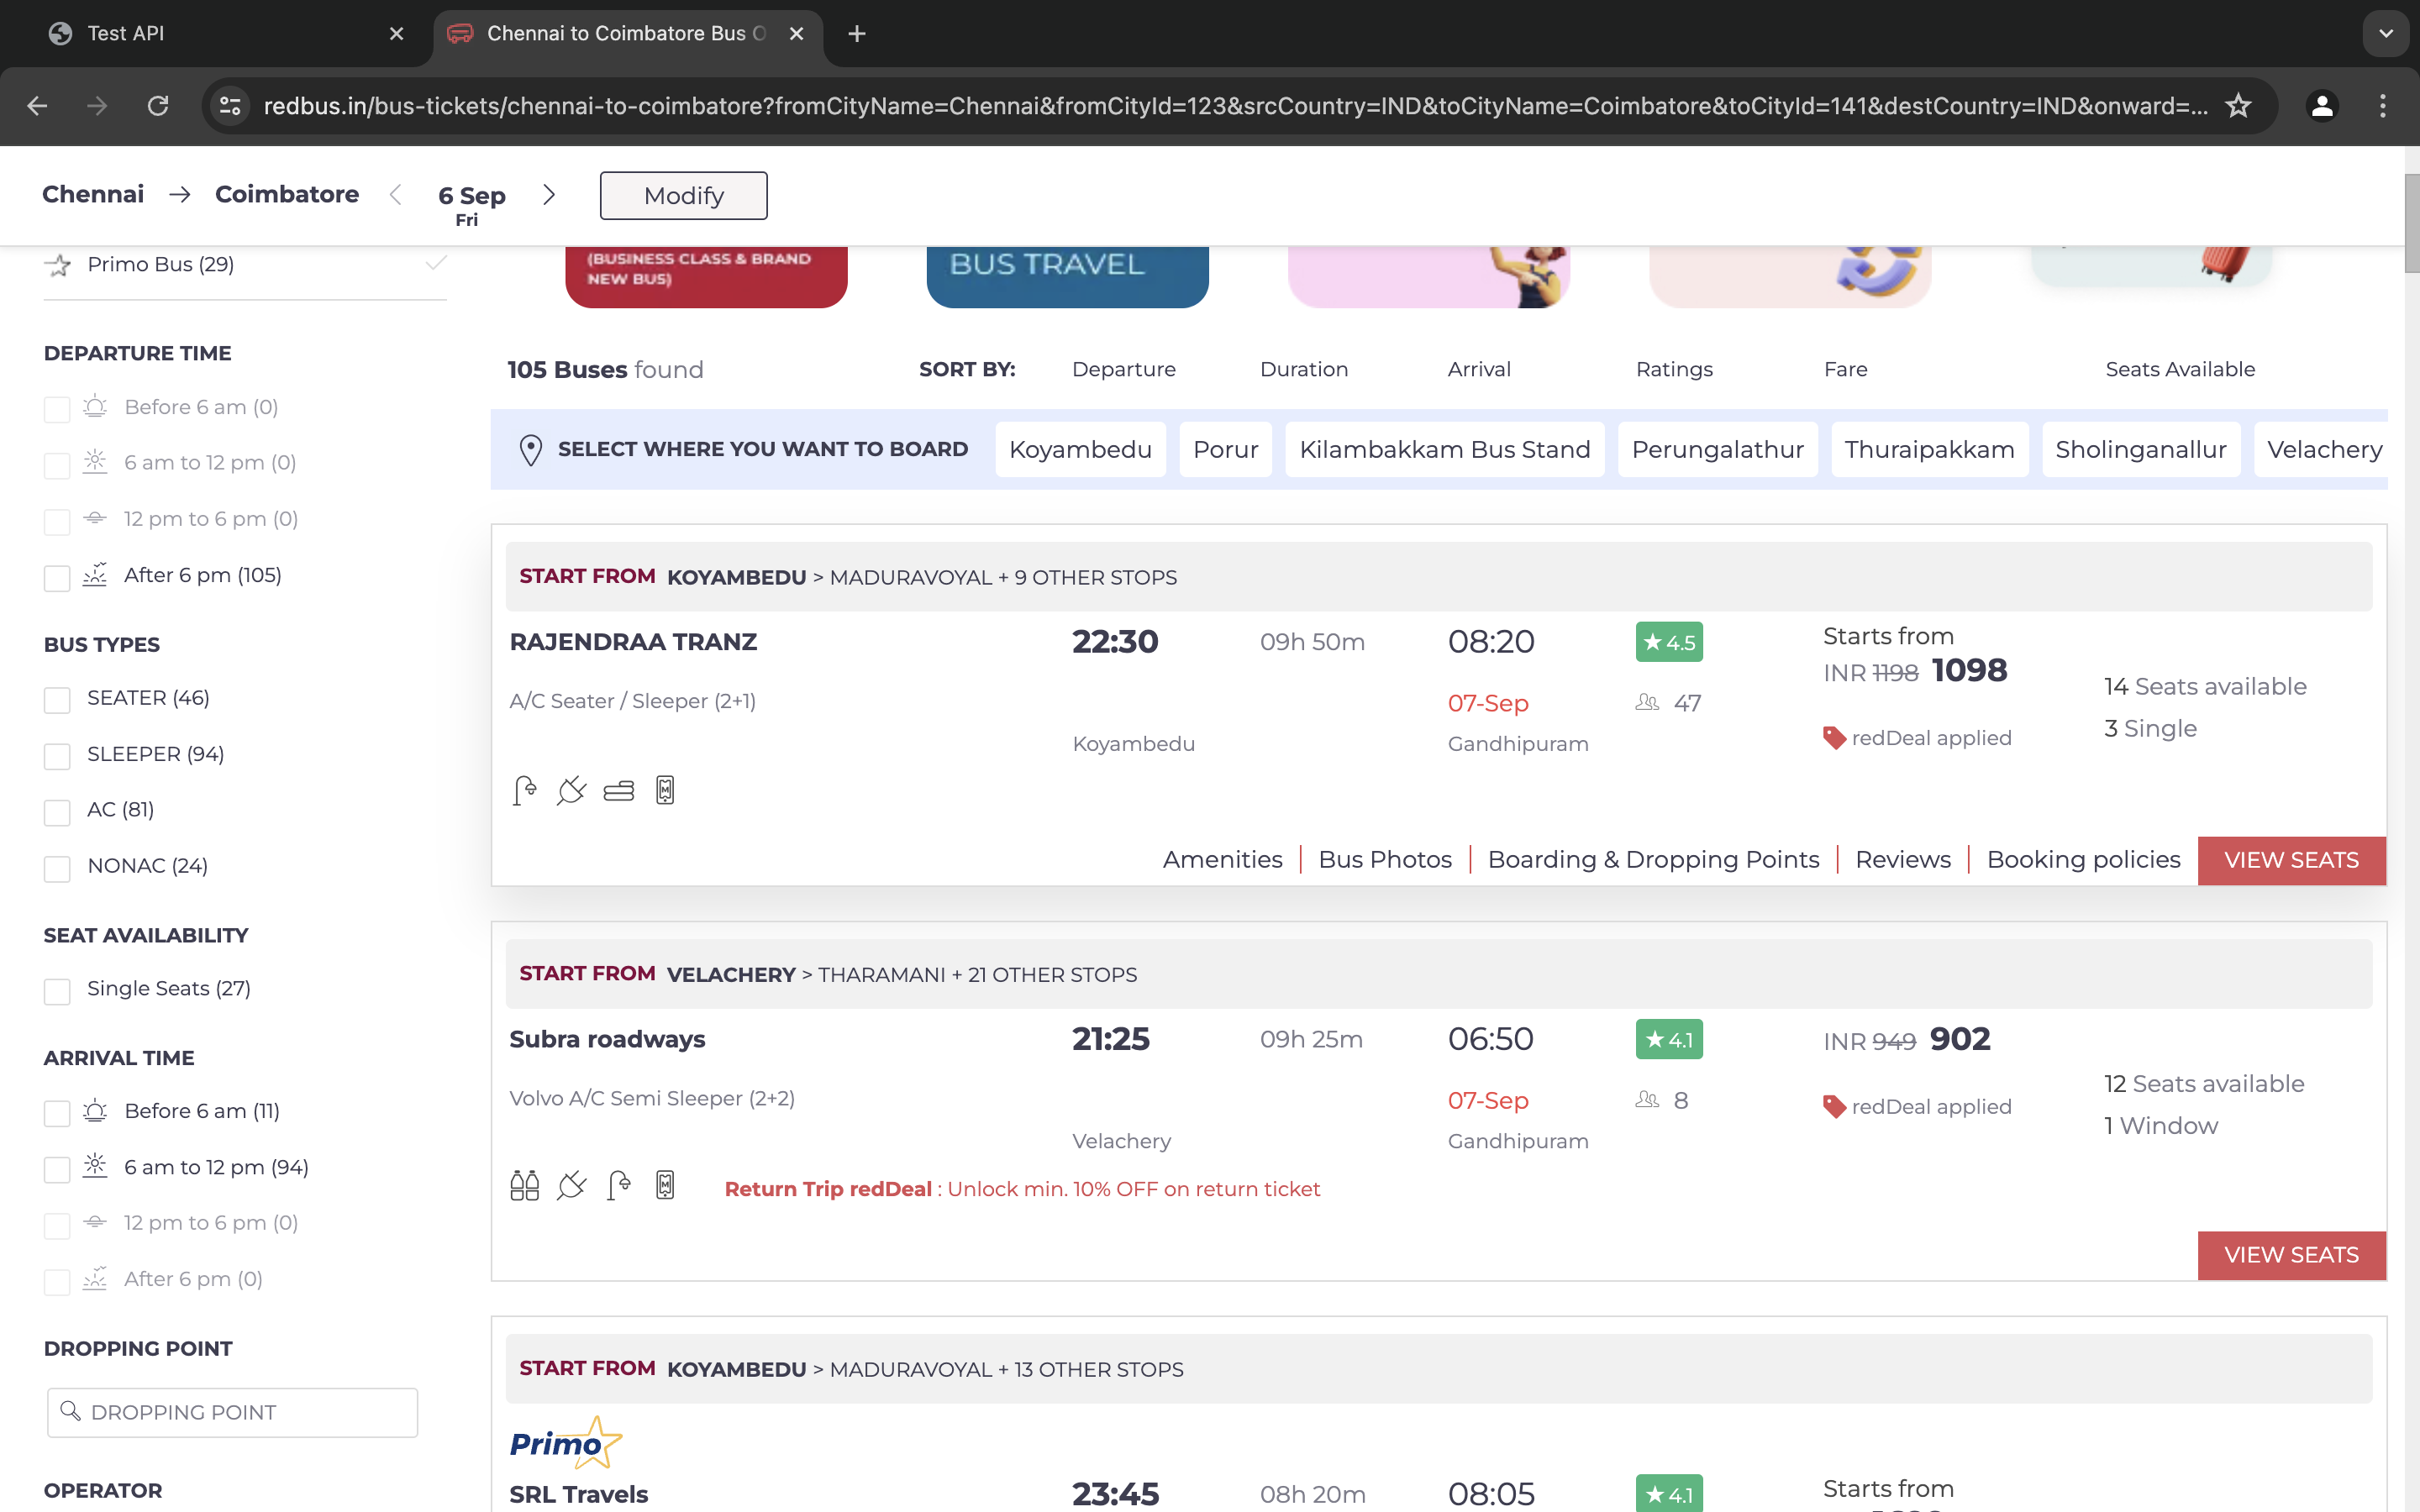 Test API
Chennai to Coimbatore Bus O
redbus.in/bus-tickets/chennai-to-coimbatore?fromCityName=Chennai&fromCityId=123&srcCountry=IND&toCityName=Coimbatore&toCityId=141&destCountry=IND&onward=...
Chennai → Coimbatore < 6 Sep > Modify
Fri
Primo Bus (29)
(BUSINESS CLASS & BRAND
NEW BUS)
BUS TRAVEL
DEPARTURE TIME
Before 6 am (0)
6 am to 12 pm (0)
12 pm to 6 pm (0)
After 6 pm (105)
BUS TYPES
SEATER (46)
SLEEPER (94)
AC (81)
NONAC (24)
SEAT AVAILABILITY
Single Seats (27)
ARRIVAL TIME
Before 6 am (11)
6 am to 12 pm (94)
12 pm to 6 pm (0)
After 6 pm (0)
DROPPING POINT
DROPPING POINT
OPERATOR
105 Buses found SORT BY: Departure Duration Arrival Ratings Fare Seats Available
SELECT WHERE YOU WANT TO BOARD Koyambedu Porur Kilambakkam Bus Stand Perungalathur Thuraipakkam Sholinganallur Velachery
START FROM KOYAMBEDU > MADURAVOYAL + 9 OTHER STOPS
RAJENDRAA TRANZ 22:30 09h 50m 08:20 4.5 Starts from
INR 1198 1098
A/C Seater / Sleeper (2+1) 07-Sep 47 14 Seats available
3 Single
Koyambedu Gandhipuram redDeal applied
M
Amenities Bus Photos Boarding & Dropping Points Reviews Booking policies VIEW SEATS
START FROM VELACHERY > THARAMANI + 21 OTHER STOPS
Subra roadways 21:25 09h 25m 06:50 4.1 INR 949 902
Volvo A/C Semi Sleeper (2+2) 07-Sep 8 redDeal applied 12 Seats available
1 Window
Velachery Gandhipuram
M Return Trip redDeal : Unlock min. 10% OFF on return ticket
VIEW SEATS
START FROM KOYAMBEDU > MADURAVOYAL + 13 OTHER STOPS
Primo
SRL Travels 23:45 08h 20m 08:05 4.1 Starts from